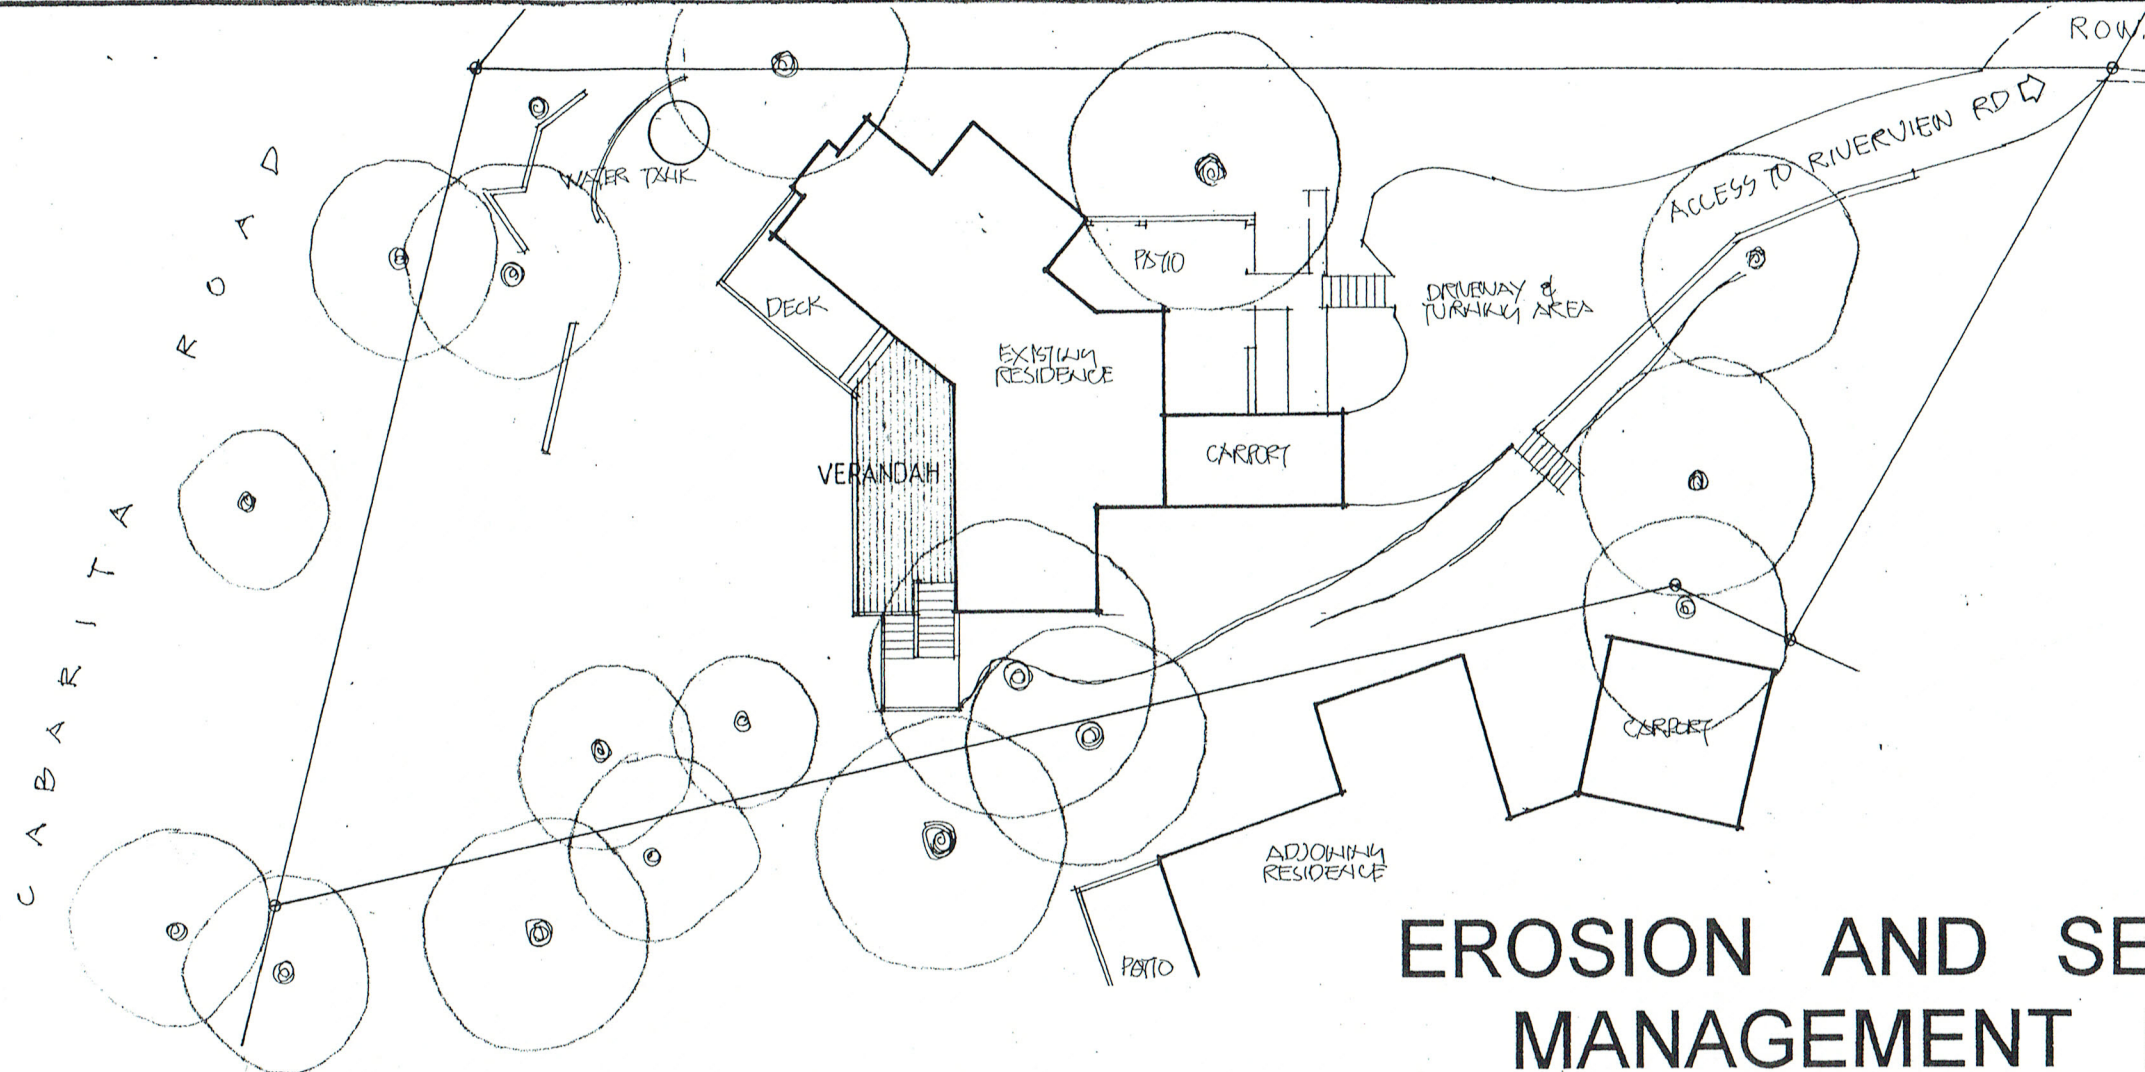 ROW.
ACCESS TO RIVERVIEW RD
WATER TANK
CABARITA ROAD
PATIO
DECK
DRIVEWAY &
TURNING AREA
EXISTING
RESIDENCE
CARPORT
VERANDAH
CARPORT
ADJOINING
RESIDENCE
PATIO
EROSION AND SE
MANAGEMENT